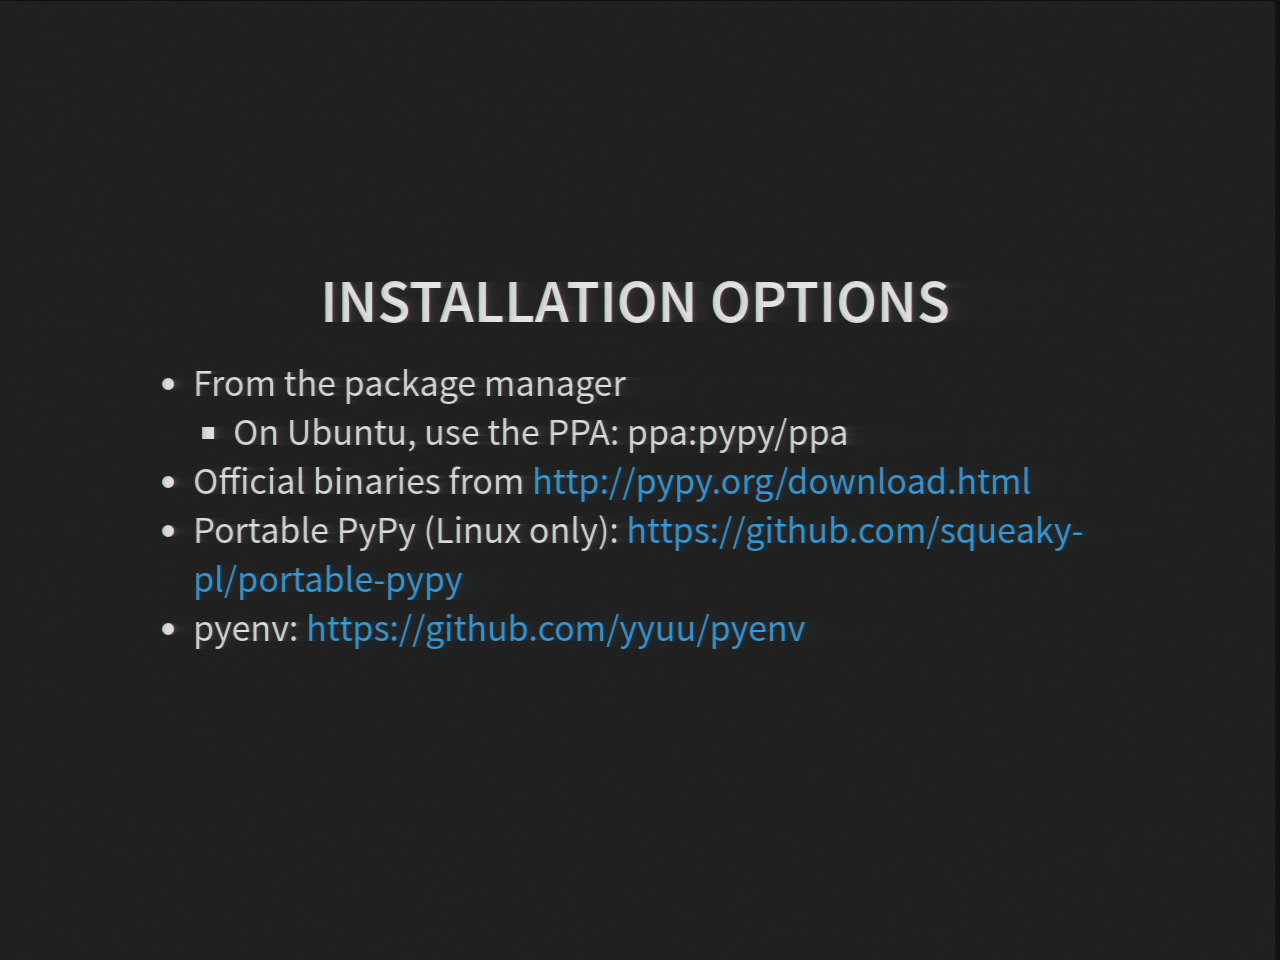 INSTALLATION OPTIONS
From the package manager
On Ubuntu, use the PPA: ppa:pypy/ppa
Official binaries from http://pypy.org/download.html
Portable PyPy (Linux only): https://github.com/squeaky-
pl/portable-pypy
pyenv: https://github.com/yyuu/pyenv